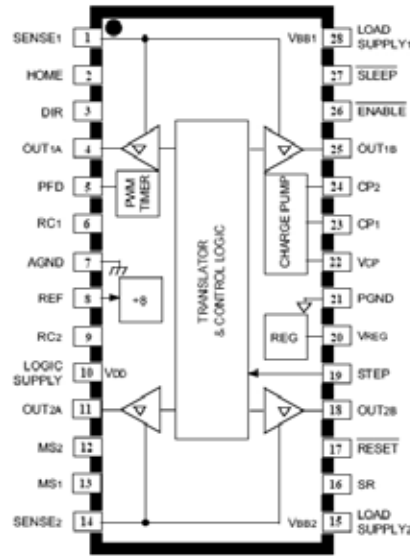 SENSE1 1 VBB1 28 LOAD SUPPLY1
HOME 2 27 SLEEP
DIR 3 26 ENABLE
OUT1A 4 25 OUT1B
PFD 5 PWM TIMER 24 CP2
RC1 6 CHARGE PUMP 23 CP1
AGND 7 22 VCP
TRANSLATOR & CONTROL LOGIC
REF 8 ÷8 21 PGND
RC2 9 REG 20 VREG
LOGIC SUPPLY 10 VDD 19 STEP
OUT2A 11 18 OUT2B
MS2 12 17 RESET
MS1 13 16 SR
SENSE2 14 VBB2 15 LOAD SUPPLY2